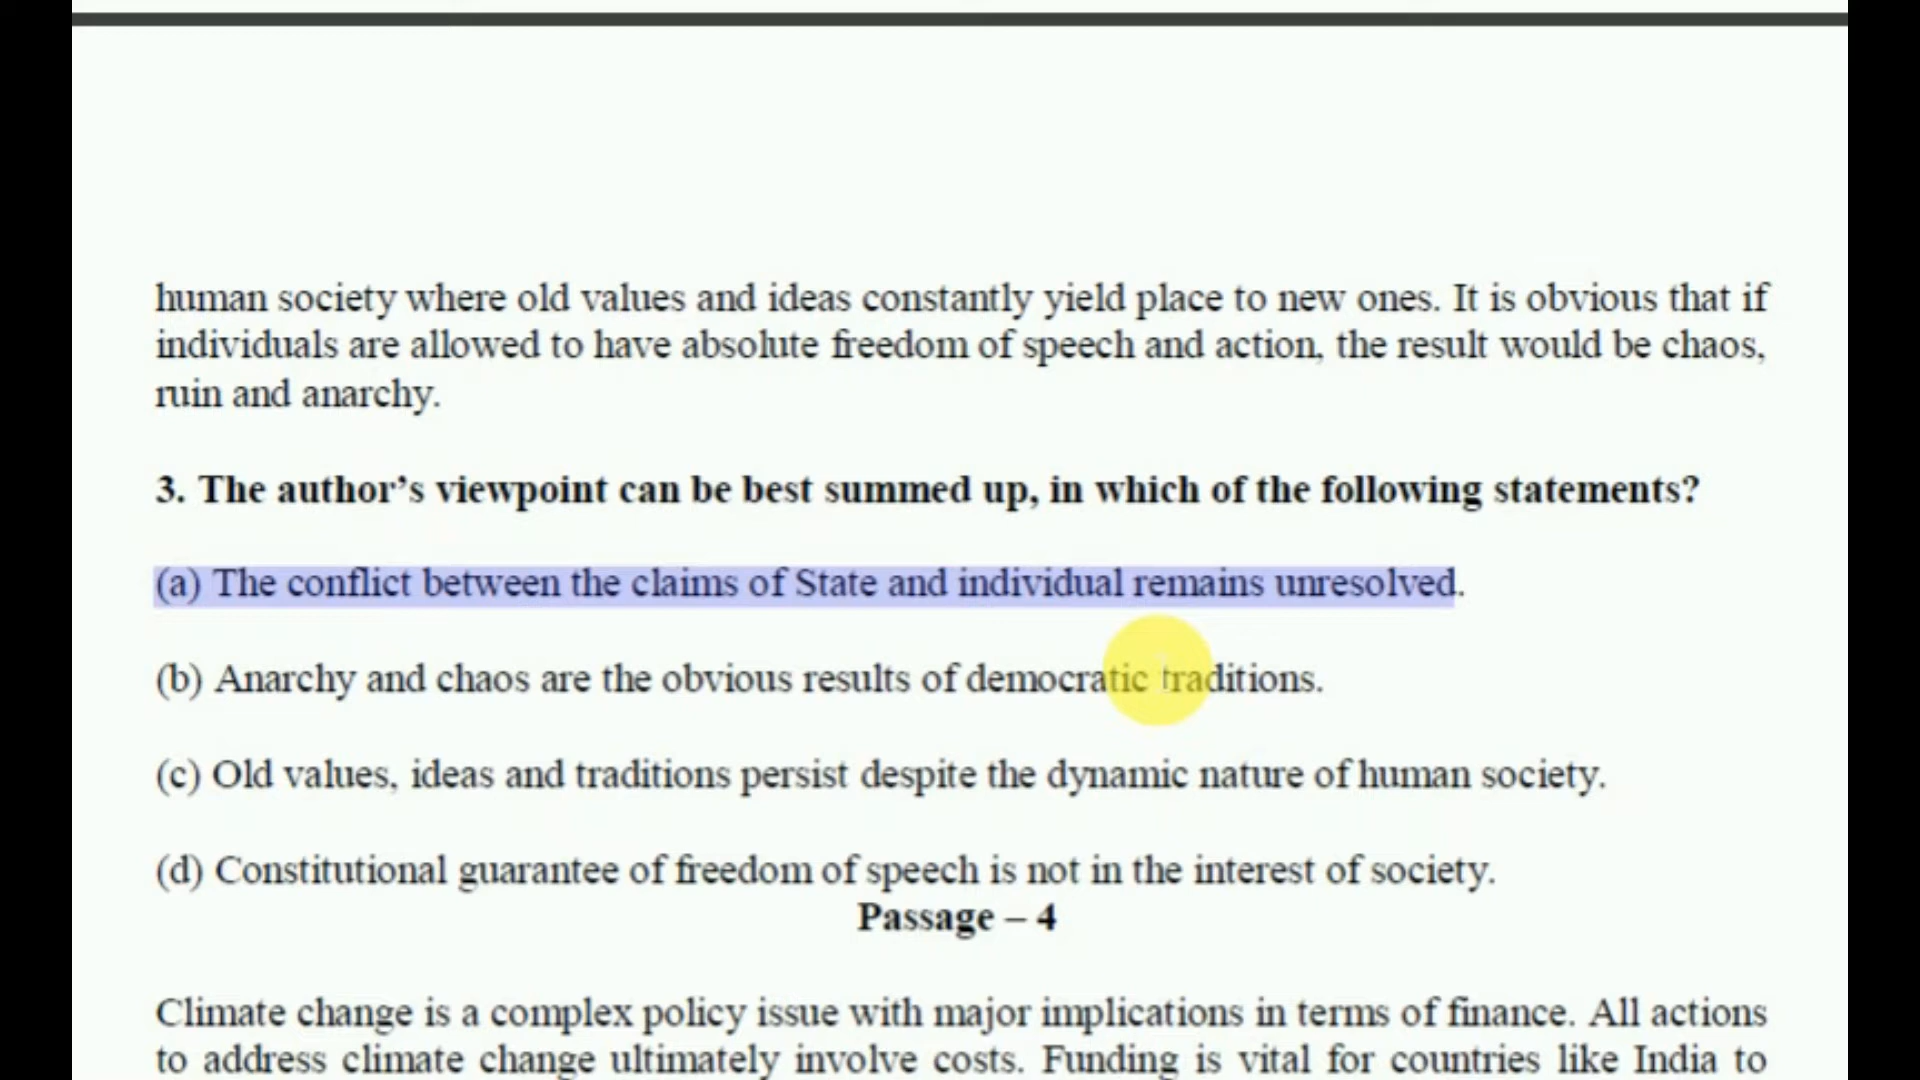 human society where old values and ideas constantly yield place to new ones. It is obvious that if
individuals are allowed to have absolute freedom of speech and action, the result would be chaos,
ruin and anarchy.
3. The author’s viewpoint can be best summed up, in which of the following statements?
(a) The conflict between the claims of State and individual remains unresolved.
(b) Anarchy and chaos are the obvious results of democratic traditions.
(c) Old values, ideas and traditions persist despite the dynamic nature of human society.
(d) Constitutional guarantee of freedom of speech is not in the interest of society.
Passage – 4
Climate change is a complex policy issue with major implications in terms of finance. All actions
to address climate change ultimately involve costs. Funding is vital for countries like India to